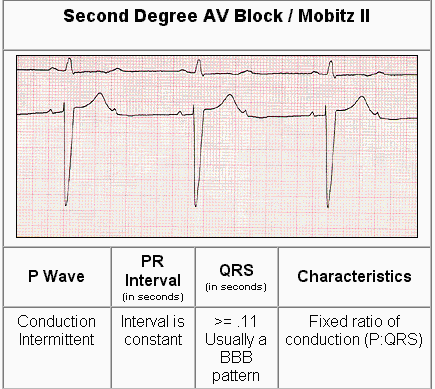 Second Degree AV Block / Mobitz II
P Wave
PR
Interval
(in seconds)
QRS
(in seconds)
Characteristics
Conduction
Intermittent
Interval is
constant
>= .11
Usually a
BBB
pattern
Fixed ratio of
conduction (P:QRS)